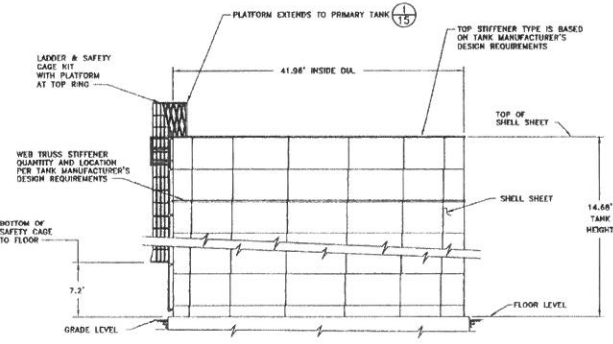 PLATFORM EXTENDS TO PRIMARY TANK
1
15
TOP STIFFENER TYPE IS BASED
ON TANK MANUFACTURER'S
DESIGN REQUIREMENTS
LADDER & SAFETY
CAGE KIT
WITH PLATFORM
AT TOP RING
41.98' INSIDE DIA.
TOP OF
SHELL SHEET
WEB TRUSS STIFFENER
QUANTITY AND LOCATION
PER TANK MANUFACTURER'S
DESIGN REQUIREMENTS
SHELL SHEET
14.68'
TANK
HEIGHT
BOTTOM OF
SAFETY CAGE
TO FLOOR
7.2'
FLOOR LEVEL
GRADE LEVEL